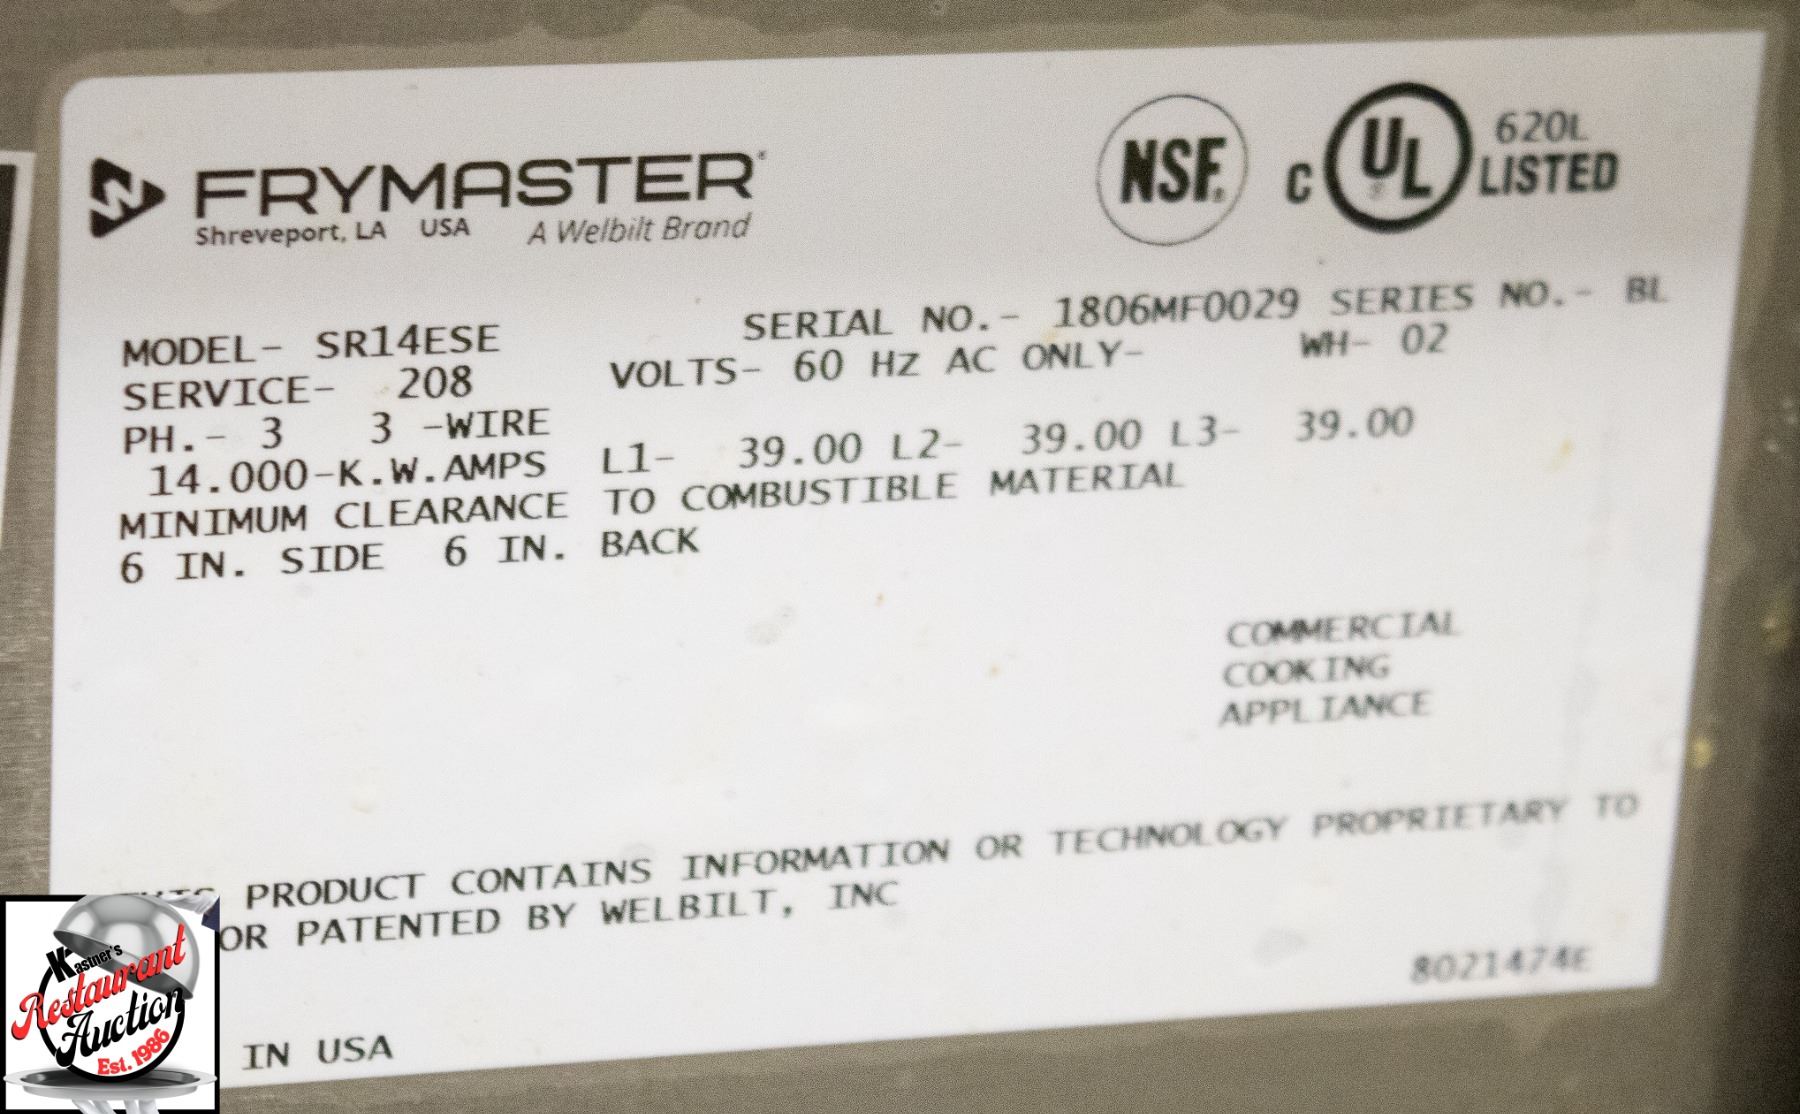 FRYMASTER
Shreveport, LA USA A Welbilt Brand
NSF®
C UL® 620L LISTED
MODEL- SR14ESE SERIAL NO.- 1806MF0029 SERIES NO.- BL
SERVICE- 208 VOLTS- 60 Hz AC ONLY- WH- 02
PH.- 3 3 -WIRE
14.000-K.W.AMPS L1- 39.00 L2- 39.00 L3- 39.00
MINIMUM CLEARANCE TO COMBUSTIBLE MATERIAL
6 IN. SIDE 6 IN. BACK
COMMERCIAL
COOKING
APPLIANCE
THIS PRODUCT CONTAINS INFORMATION OR TECHNOLOGY PROPRIETARY TO
OR PATENTED BY WELBILT, INC
8021474E
IN USA
Kastner's
Restaurant
Auction
Est. 1986